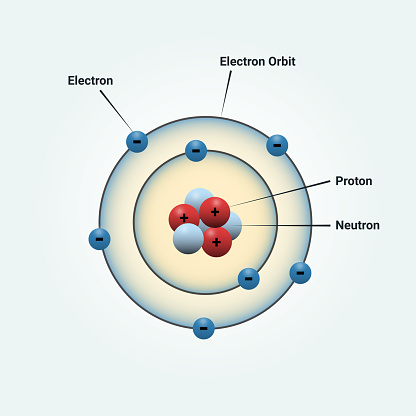 Electron Orbit
Electron
-
-
-
+
Proton
+
Neutron
+
-
-
-
-